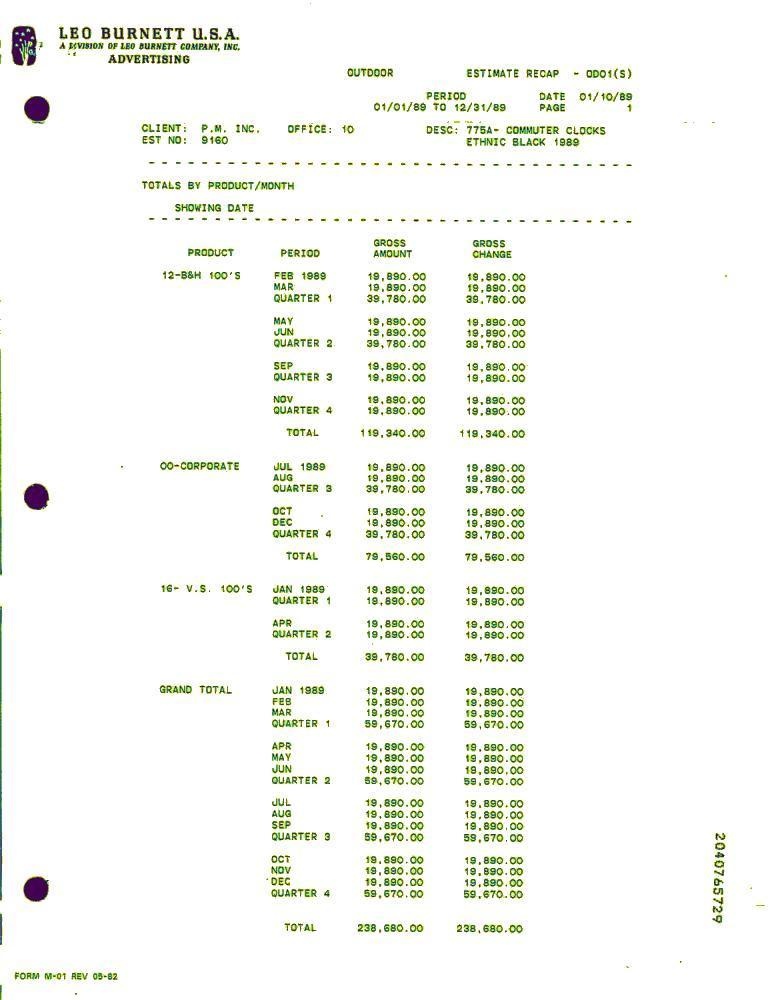 LEO BURNETT U.S.A.
A DIVISION OF LEO BURNETT COMPANY, INC.
ADVERTISING
OUTDOOR ESTIMATE RECAP - OD01(S)
PERIOD DATE 01/10/89
01/01/89 TO 12/31/89 PAGE 1
CLIENT: P.M. INC. OFFICE: 10 DESC: 775A- COMMUTER CLOCKS
EST NO: 9160 ETHNIC BLACK 1989
TOTALS BY PRODUCT/MONTH
SHOWING DATE
GROSS GROSS
PRODUCT PERIOD AMOUNT CHANGE
12-B&H 100'S FEB 1989 19,890.00 19,890.00
MAR 19,890.00 19,890.00
QUARTER 1 39,780.00 39,780.00
MAY 19,890.00 19,890.00
JUN 19,890.00 19,890.00
QUARTER 2 39,780.00 39,780.00
SEP 19,890.00 19,890.00
QUARTER 3 19,890.00 19,890.00
NOV 19,890.00 19,890.00
QUARTER 4 19,890.00 19,890.00
TOTAL 119,340.00 119,340.00
00-CORPORATE JUL 1989 19,890.00 19,890.00
AUG 19,890.00 19,890.00
QUARTER 3 39,780.00 39,780.00
OCT 19,890.00 19,890.00
DEC 19,890.00 19,890.00
QUARTER 4 39,780.00 39,780.00
TOTAL 79,560.00 79,560.00
16- V.S. 100'S JAN 1989 19,890.00 19,890.00
QUARTER 1 19,890.00 19,890.00
APR 19,890.00 19,890.00
QUARTER 2 19,890.00 19,890.00
TOTAL 39,780.00 39,780.00
GRAND TOTAL JAN 1989 19,890.00 19,890.00
FEB 19,890.00 19,890.00
MAR 19,890.00 19,890.00
QUARTER 1 59,670.00 59,670.00
APR 19,890.00 19,890.00
MAY 19,890.00 19,890.00
JUN 19,890.00 19,890.00
QUARTER 2 59,670.00 59,670.00
JUL 19,890.00 19,890.00
AUG 19,890.00 19,890.00
SEP 19,890.00 19,890.00
QUARTER 3 59,670.00 59,670.00
OCT 19,890.00 19,890.00
NOV 19,890.00 19,890.00
DEC 19,890.00 19,890.00
QUARTER 4 59,670.00 59,670.00
TOTAL 238,680.00 238,680.00
2040765729
FORM M-01 REV 05-82